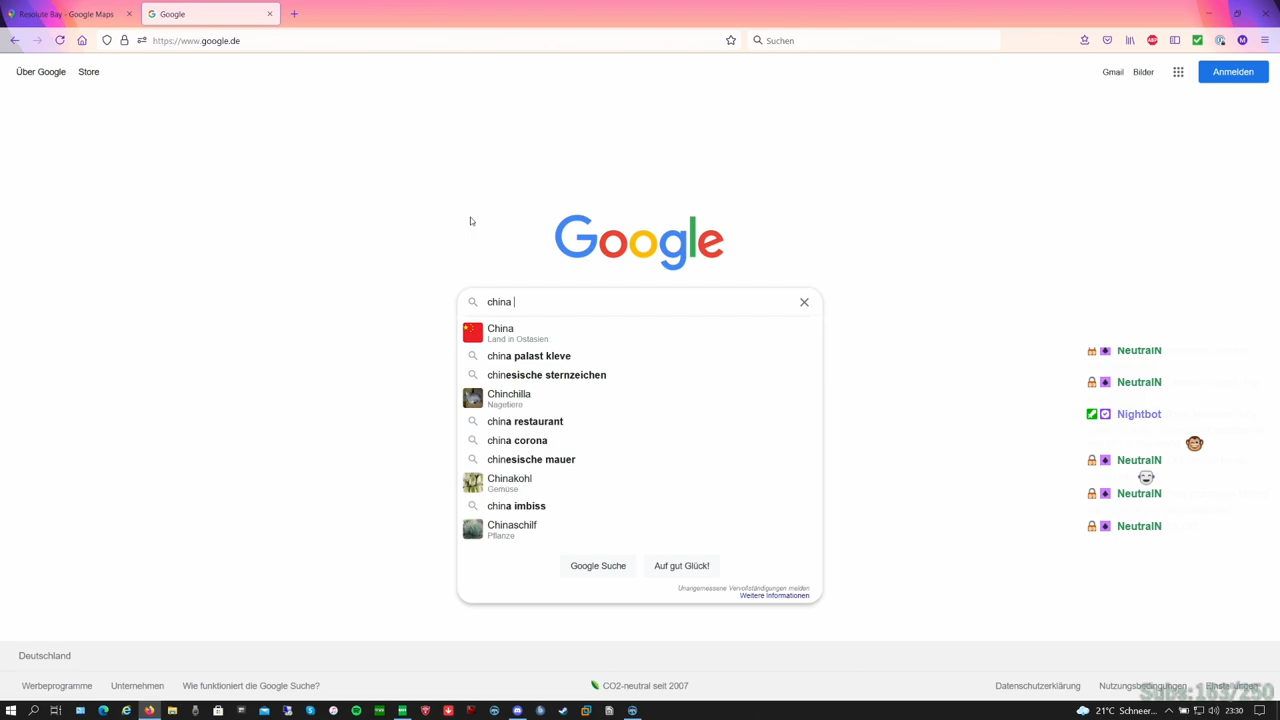 Resolute Bay - Google Maps
Google
https://www.google.de
Suchen
Über Google Store
Gmail Bilder Anmelden
Google
china
China
Land in Ostasien
china palast kleve
chinesische sternzeichen
Chinchilla
Nagetiere
china restaurant
china corona
chinesische mauer
Chinakohl
Gemüse
china imbiss
Chinaschilf
Pflanze
Google Suche Auf gut Glück!
Unangemessene Vervollständigungen melden
Weitere Informationen
NeutralN
NeutralN
Nightbot
NeutralN
NeutralN
NeutralN
Deutschland
Werbeprogramme Unternehmen Wie funktioniert die Google Suche?
CO2-neutral seit 2007
Datenschutzerklärung Nutzungsbedingungen Einstellungen
21°C Schneer... 23:30